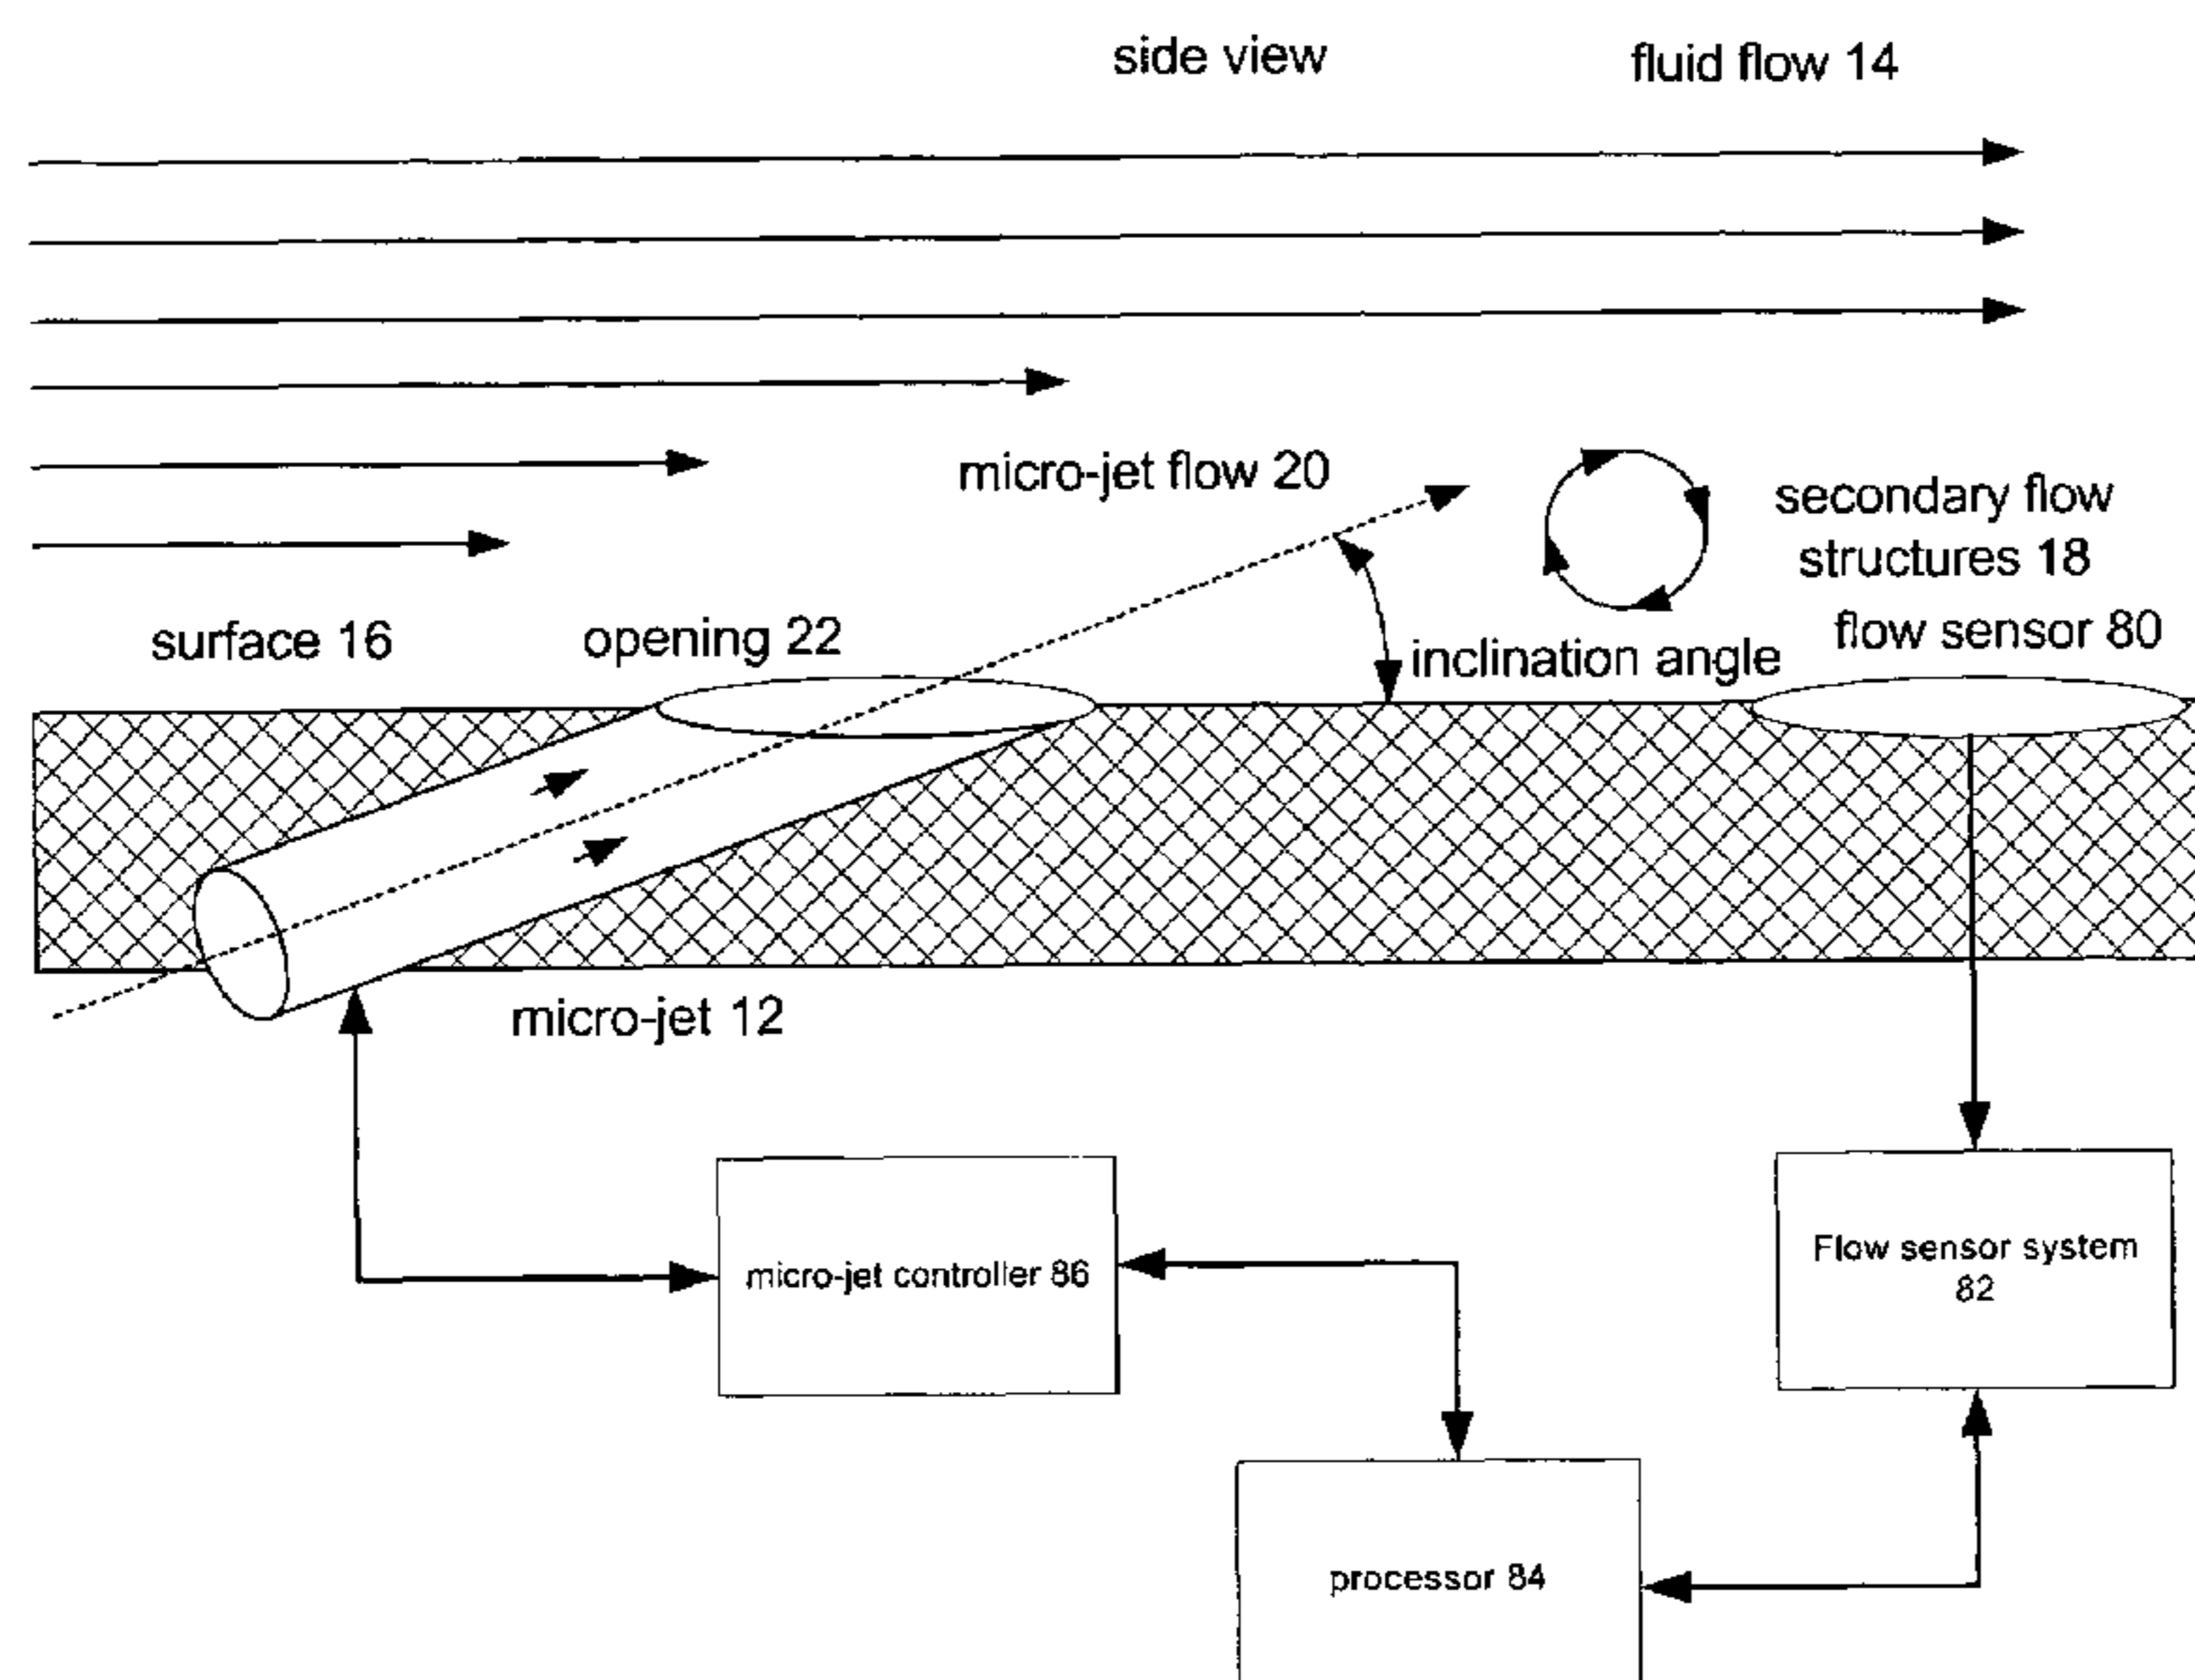 side view
fluid flow 14
micro-jet flow 20
secondary flow
structures 18
surface 16
opening 22
inclination angle
flow sensor 80
micro-jet 12
micro-jet controller 86
Flow sensor system
82
processor 84